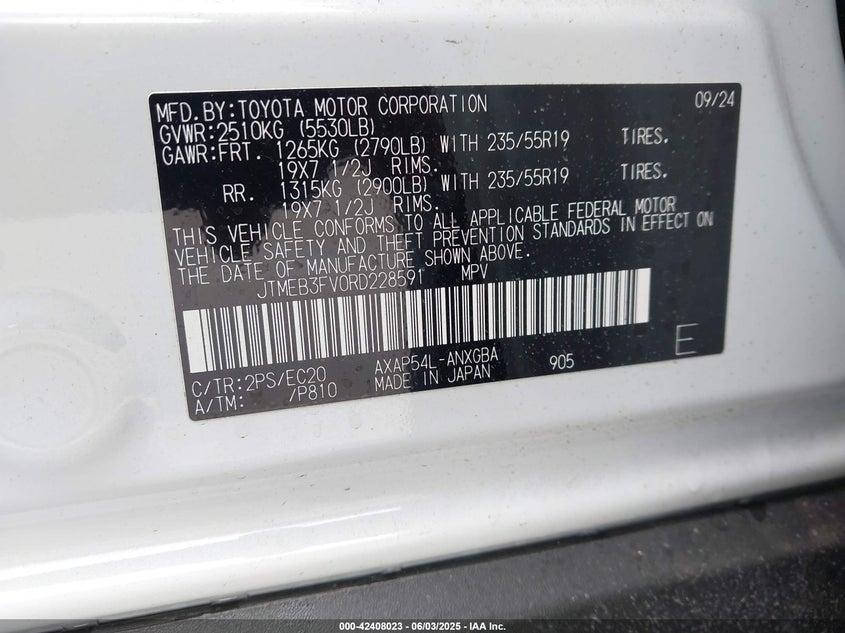 MFD.BY:TOYOTA MOTOR CORPORATION 09/24
GVWR:2510KG (5530LB)
GAWR:FRT. 1265KG (2790LB) WITH 235/55R19 TIRES.
19X7 1/2J RIMS.
RR. 1315KG (2900LB) WITH 235/55R19 TIRES.
19X7 1/2J RIMS.
THIS VEHICLE CONFORMS TO ALL APPLICABLE FEDERAL MOTOR
VEHICLE SAFETY AND THEFT PREVENTION STANDARDS IN EFFECT ON
THE DATE OF MANUFACTURE SHOWN ABOVE.
JTMEB3FV0RD228591 MPV
C/TR:2PS/EC20 AXAP54L-ANXGBA 905 E
A/TM: /P810 MADE IN JAPAN
000-42408023 - 06/03/2025 - IAA Inc.